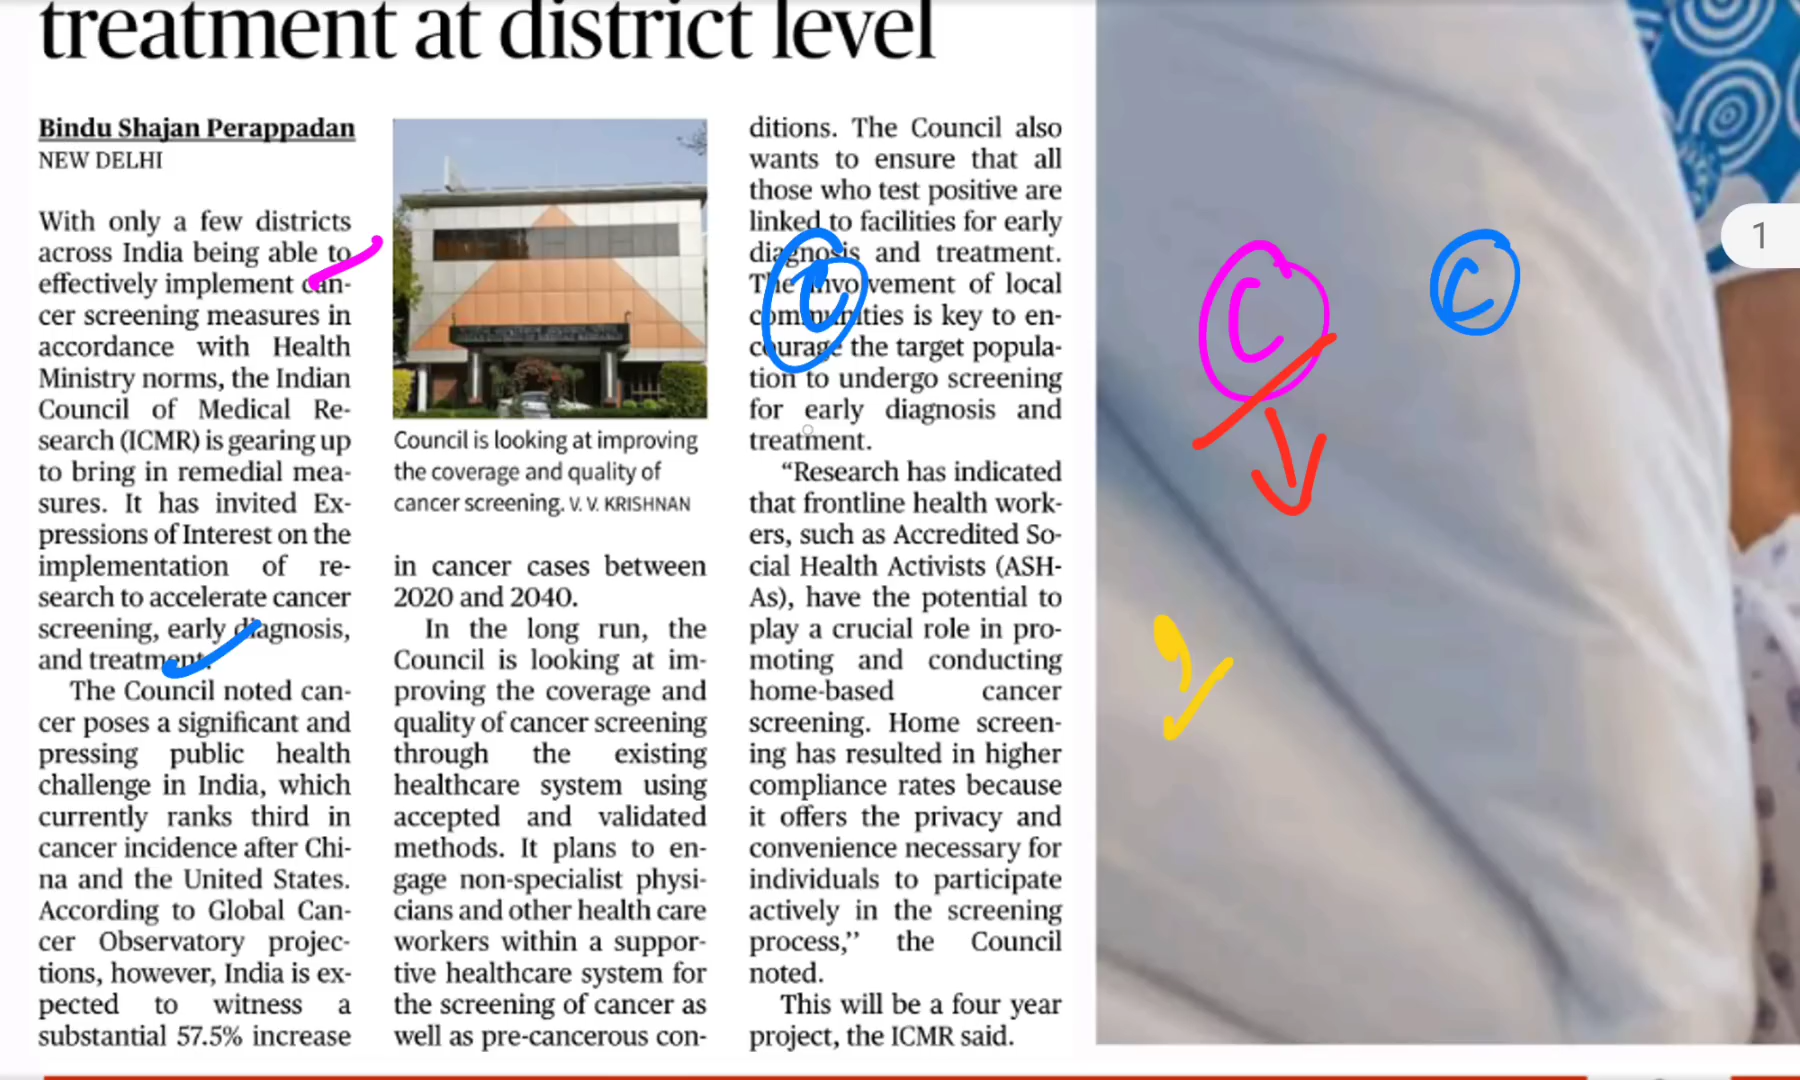 treatment at district level
Bindu Shajan Perappadan
NEW DELHI
With only a few districts
across India being able to
effectively implement can-
cer screening measures in
accordance with Health
Ministry norms, the Indian
Council of Medical Re-
search (ICMR) is gearing up
to bring in remedial mea-
sures. It has invited Ex-
pressions of Interest on the
implementation of re-
search to accelerate cancer
screening, early diagnosis,
and treatment.
The Council noted can-
cer poses a significant and
pressing public health
challenge in India, which
currently ranks third in
cancer incidence after Chi-
na and the United States.
According to Global Can-
cer Observatory projec-
tions, however, India is ex-
pected to witness a
substantial 57.5% increase
Council is looking at improving
the coverage and quality of
cancer screening. V. V. KRISHNAN
in cancer cases between
2020 and 2040.
In the long run, the
Council is looking at im-
proving the coverage and
quality of cancer screening
through the existing
healthcare system using
accepted and validated
methods. It plans to en-
gage non-specialist physi-
cians and other health care
workers within a suppor-
tive healthcare system for
the screening of cancer as
well as pre-cancerous con-
ditions. The Council also
wants to ensure that all
those who test positive are
linked to facilities for early
diagnosis and treatment.
The involvement of local
communities is key to en-
courage the target popula-
tion to undergo screening
for early diagnosis and
treatment.
“Research has indicated
that frontline health work-
ers, such as Accredited So-
cial Health Activists (ASH-
As), have the potential to
play a crucial role in pro-
moting and conducting
home-based cancer
screening. Home screen-
ing has resulted in higher
compliance rates because
it offers the privacy and
convenience necessary for
individuals to participate
actively in the screening
process,” the Council
noted.
This will be a four year
project, the ICMR said.
C
C
C
1